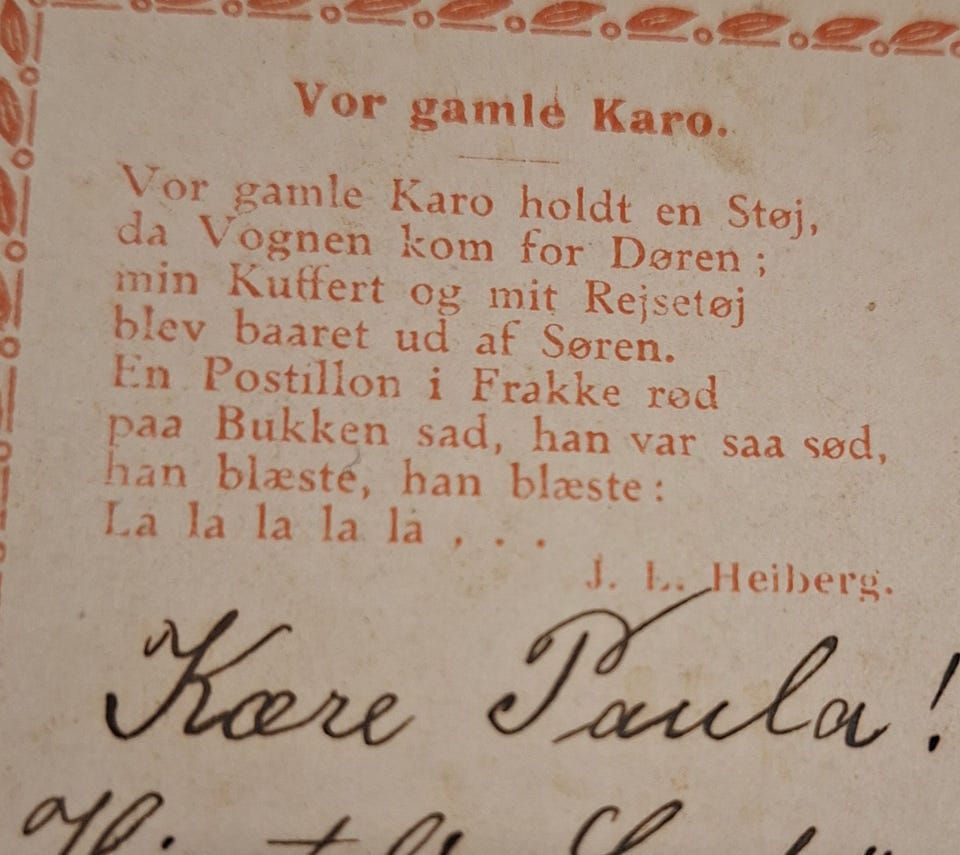 Vor gamle Karo.
Vor gamle Karo holdt en Støj,
da Vognen kom for Døren ;
min Kuffert og mit Rejsetøj
blev baaret ud af Søren.
En Postillon i Frakke rød
paa Bukken sad, han var saa sød,
han blæste, han blæste :
La la la la la , . .
J. L. Heiberg.
Kære Paula !